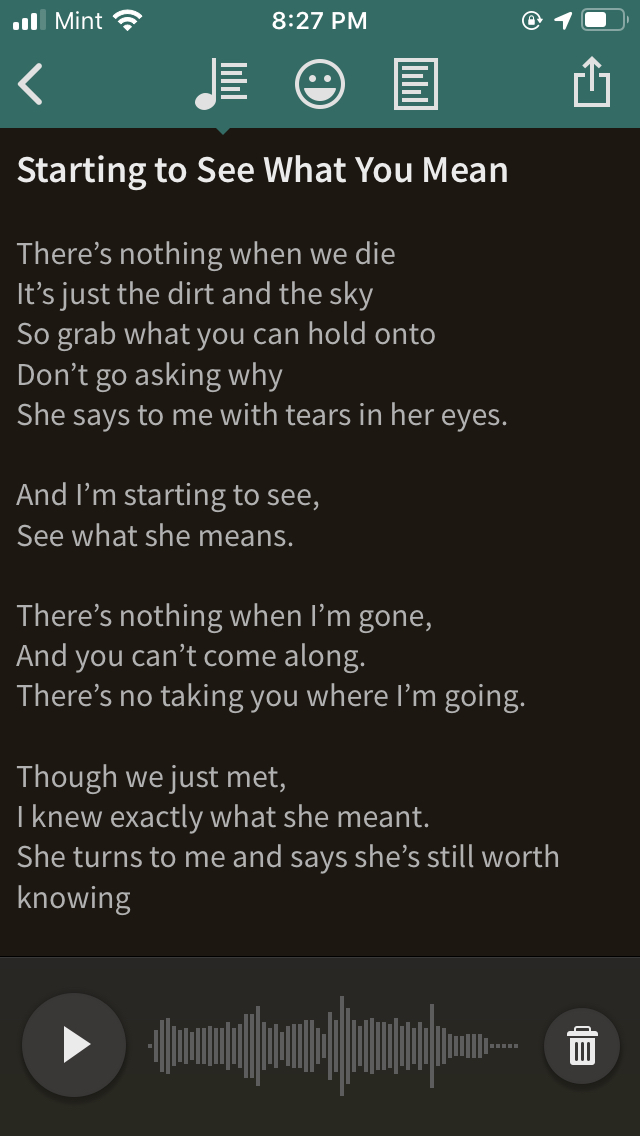 Mint 8:27 PM
Starting to See What You Mean
There’s nothing when we die
It’s just the dirt and the sky
So grab what you can hold onto
Don’t go asking why
She says to me with tears in her eyes.
And I’m starting to see,
See what she means.
There’s nothing when I’m gone,
And you can’t come along.
There’s no taking you where I’m going.
Though we just met,
I knew exactly what she meant.
She turns to me and says she’s still worth
knowing